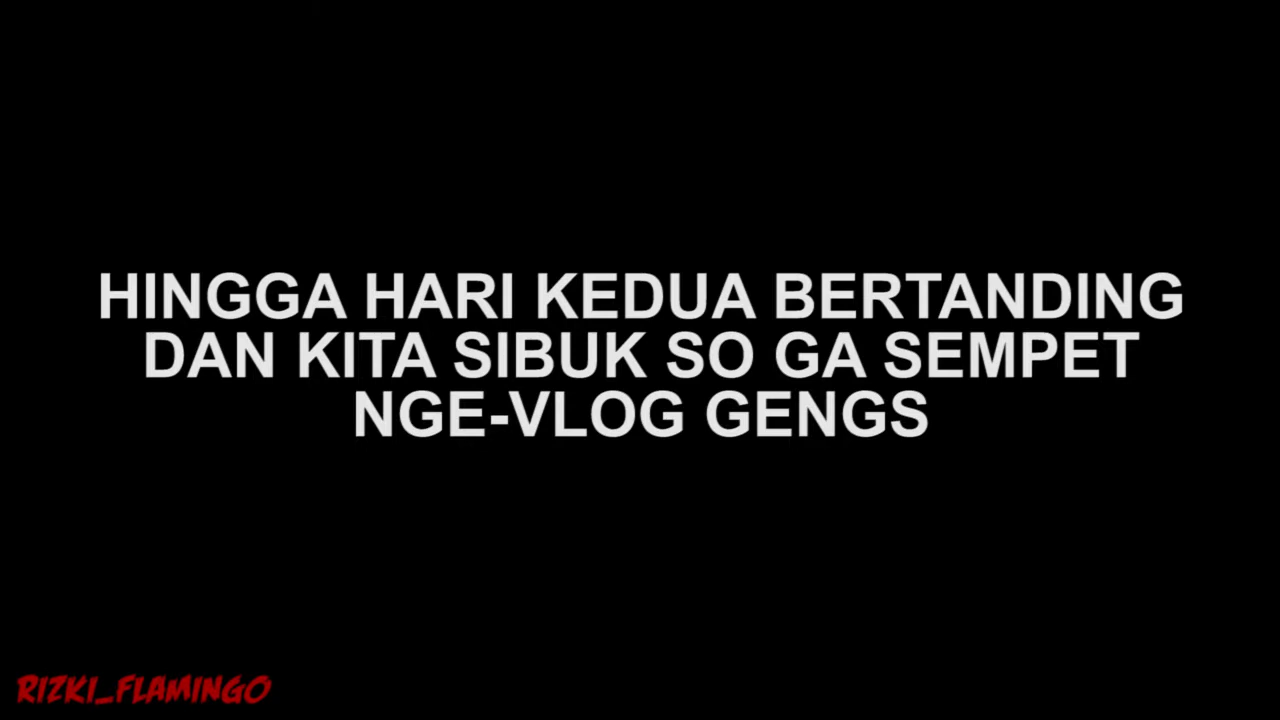 HINGGA HARI KEDUA BERTANDING
DAN KITA SIBUK SO GA SEMPET
NGE-VLOG GENGS
RIZKI_FLAMINGO